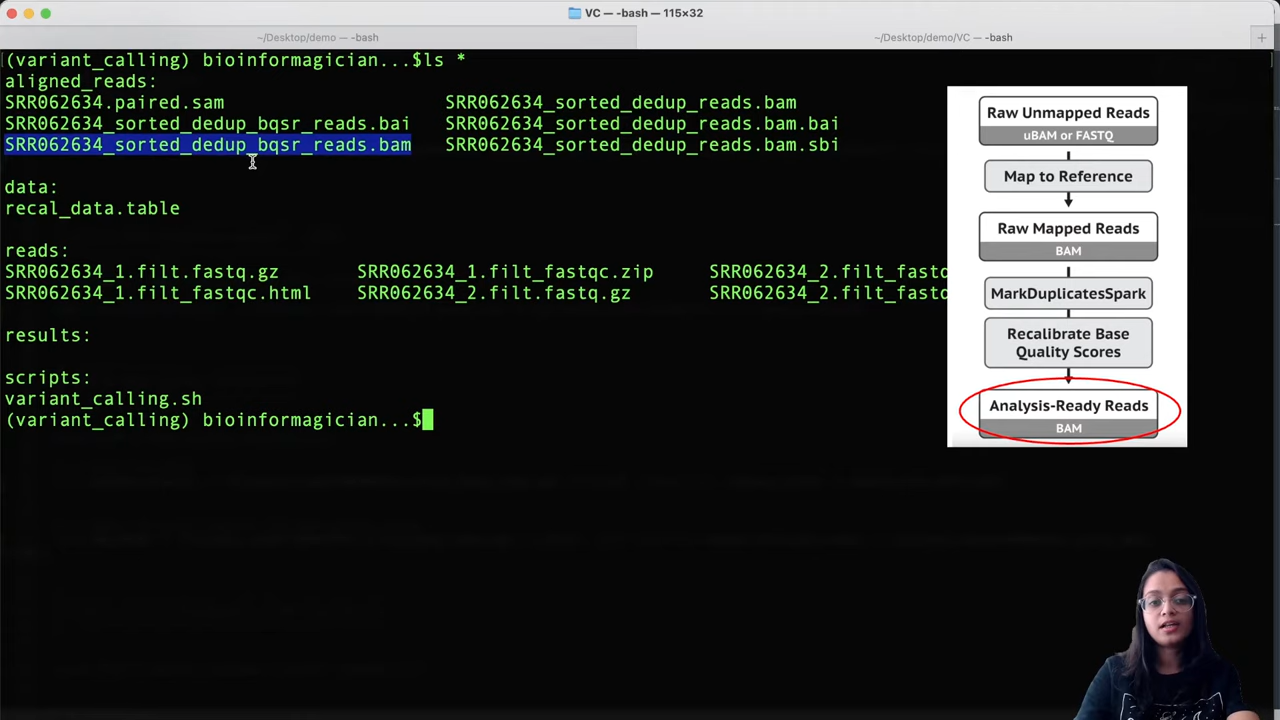 VC — -bash — 115×32
~/Desktop/demo — -bash
~/Desktop/demo/VC — -bash
(variant_calling) bioinformagician...$ls *
aligned_reads:
SRR062634.paired.sam SRR062634_sorted_dedup_reads.bam
SRR062634_sorted_dedup_bqsr_reads.bai SRR062634_sorted_dedup_reads.bam.bai
SRR062634_sorted_dedup_bqsr_reads.bam SRR062634_sorted_dedup_reads.bam.sbi
data:
recal_data.table
reads:
SRR062634_1.filt.fastq.gz SRR062634_1.filt_fastqc.zip
SRR062634_1.filt_fastqc.html SRR062634_2.filt.fastq.gz
results:
scripts:
variant_calling.sh
(variant_calling) bioinformagician...$
Raw Unmapped Reads
uBAM or FASTQ
Map to Reference
Raw Mapped Reads
BAM
MarkDuplicatesSpark
Recalibrate Base
Quality Scores
Analysis-Ready Reads
BAM